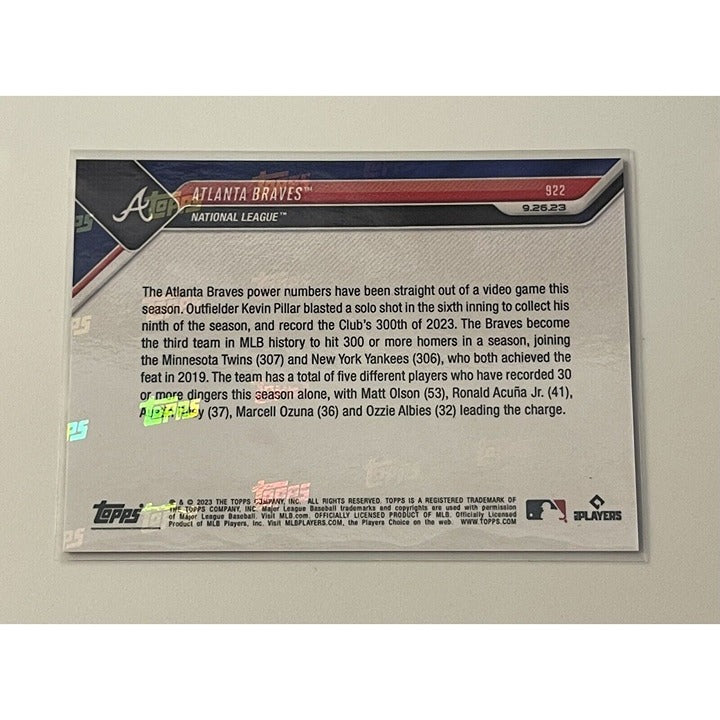 ATLANTA BRAVES™ 922
NATIONAL LEAGUE™ 9.26.23
The Atlanta Braves power numbers have been straight out of a video game this
season. Outfielder Kevin Pillar blasted a solo shot in the sixth inning to collect his
ninth of the season, and record the Club's 300th of 2023. The Braves become
the third team in MLB history to hit 300 or more homers in a season, joining
the Minnesota Twins (307) and New York Yankees (306), who both achieved the
feat in 2019. The team has a total of five different players who have recorded 30
or more dingers this season alone, with Matt Olson (53), Ronald Acuña Jr. (41),
(37), Marcell Ozuna (36) and Ozzie Albies (32) leading the charge.
Topps
® & © 2023 THE TOPPS COMPANY, INC. ALL RIGHTS RESERVED. TOPPS IS A REGISTERED TRADEMARK OF
THE TOPPS COMPANY, INC. Major League Baseball trademarks and copyrights are used with permission
of Major League Baseball. Visit MLB.com. OFFICIALLY LICENSED PRODUCT OF MLB. Officially Licensed
Product of MLB Players, Inc. Visit MLBPLAYERS.COM, the Players Choice on the web. WWW.TOPPS.COM
PLAYERS